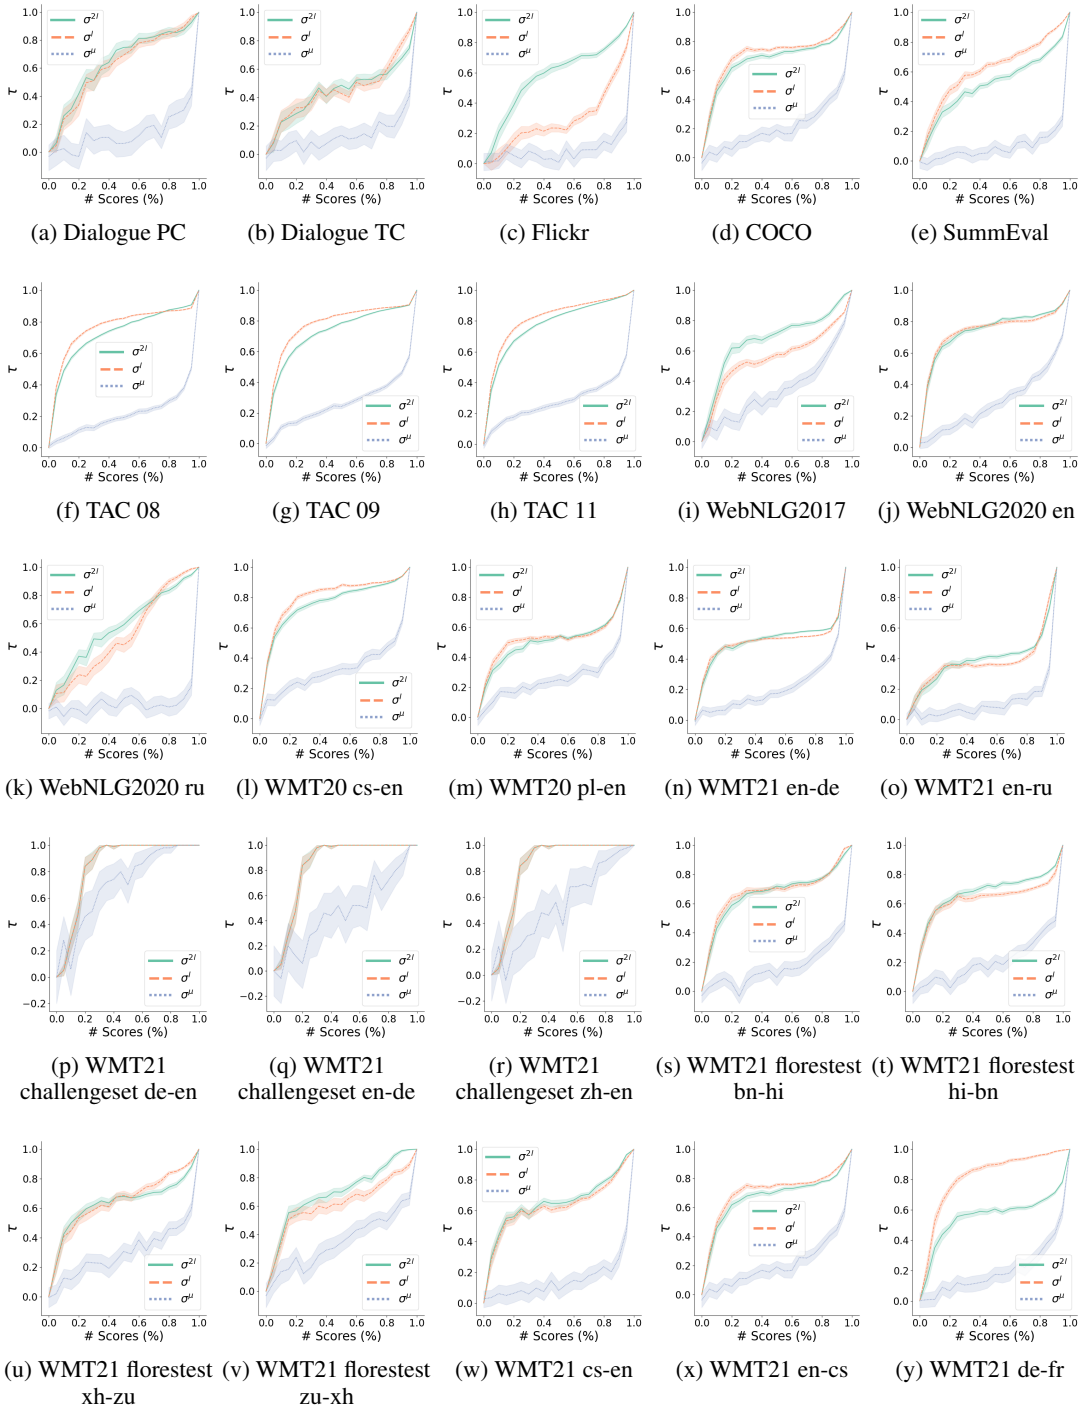 σ^2l
σ^l
σ^μ
τ
# Scores (%)
(a) Dialogue PC
(b) Dialogue TC
(c) Flickr
(d) COCO
(e) SummEval
(f) TAC 08
(g) TAC 09
(h) TAC 11
(i) WebNLG2017
(j) WebNLG2020 en
(k) WebNLG2020 ru
(l) WMT20 cs-en
(m) WMT20 pl-en
(n) WMT21 en-de
(o) WMT21 en-ru
(p) WMT21
challengeset de-en
(q) WMT21
challengeset en-de
(r) WMT21
challengeset zh-en
(s) WMT21 florestest
bn-hi
(t) WMT21 florestest
hi-bn
(u) WMT21 florestest
xh-zu
(v) WMT21 florestest
zu-xh
(w) WMT21 cs-en
(x) WMT21 en-cs
(y) WMT21 de-fr